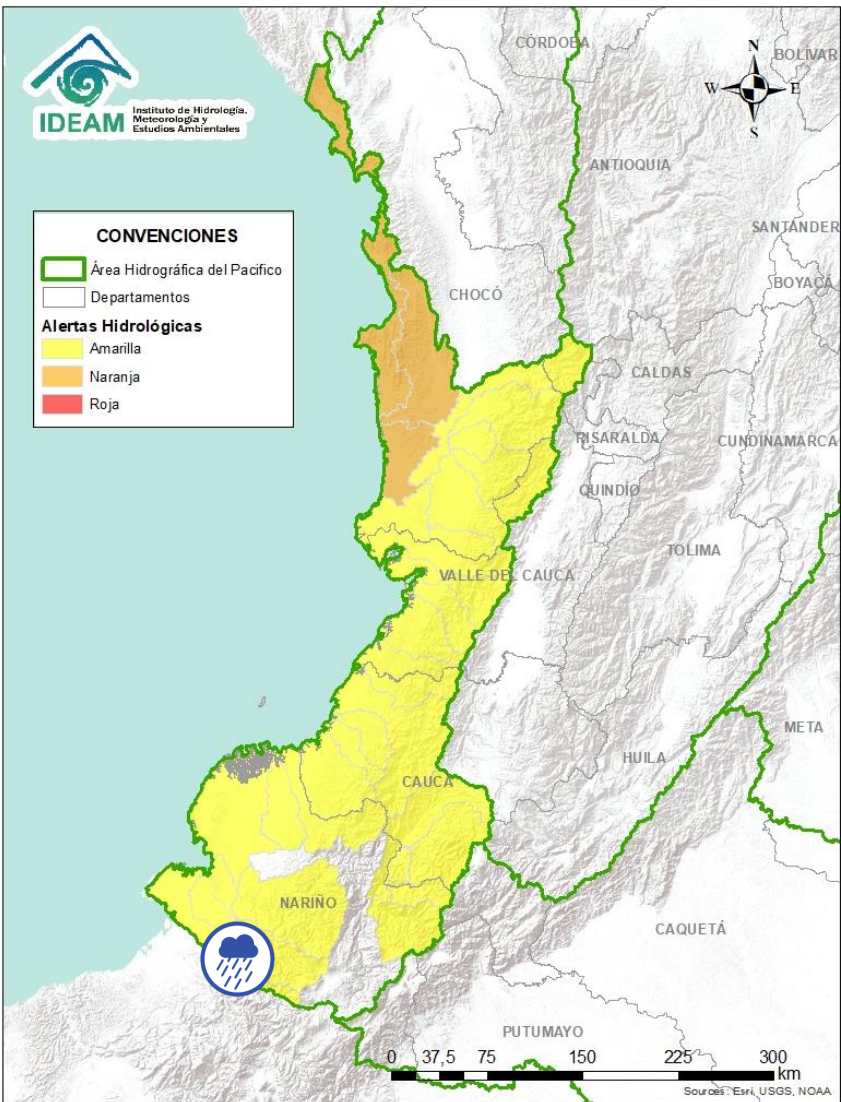 IDEAM
Instituto de Hidrología,
Meteorología y
Estudios Ambientales
N
W E
S
CÓRDOBA
BOLIVAR
ANTIOQUIA
SANTANDER
BOYACÁ
CONVENCIONES
Área Hidrográfica del Pacifico
Departamentos
Alertas Hidrológicas
Amarilla
Naranja
Roja
CHOCÓ
CALDAS
RISARALDA
CUNDINAMARCA
QUINDÍO
TOLIMA
VALLE DEL CAUCA
META
HUILA
CAUCA
NARIÑO
CAQUETÁ
PUTUMAYO
0 37,5 75 150 225 300
km
Sources: Esri, USGS, NOAA